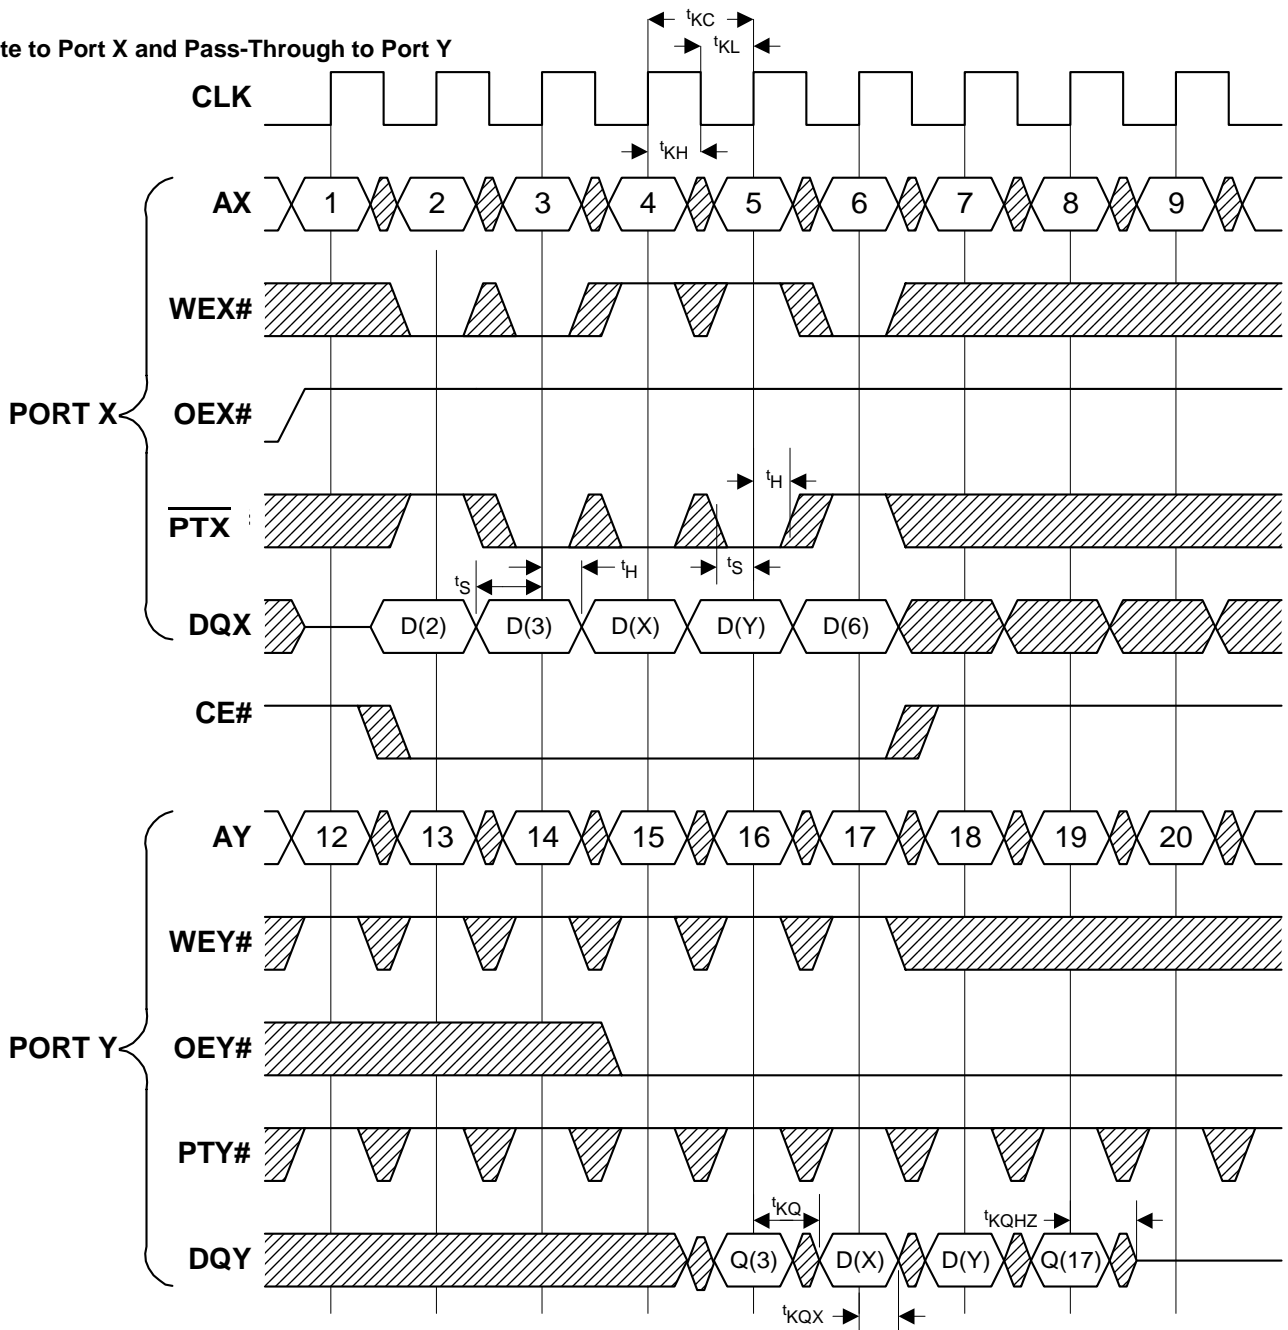 te to Port X and Pass-Through to Port Y
tKC
tKL
CLK
tKH
AX 1 2 3 4 5 6 7 8 9
WEX#
PORT X OEX#
tH
PTX
tS tH tS
DQX D(2) D(3) D(X) D(Y) D(6)
CE#
AY 12 13 14 15 16 17 18 19 20
WEY#
PORT Y OEY#
PTY#
tKQ tKQHZ
DQY Q(3) D(X) D(Y) Q(17)
tKQX